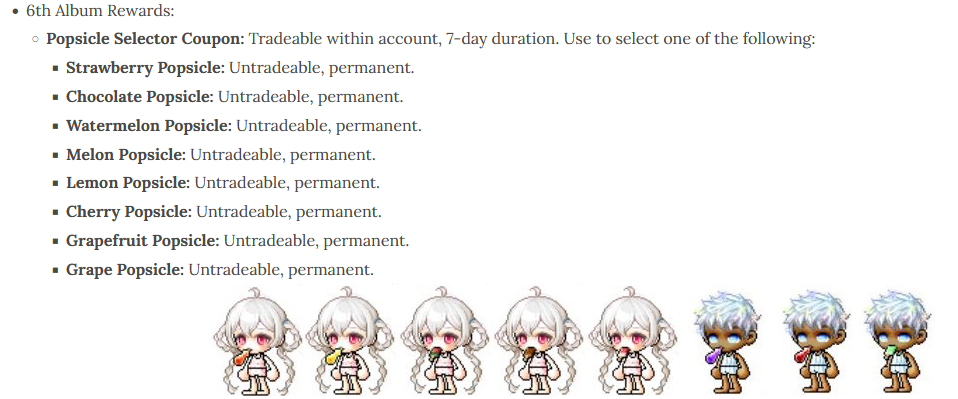 6th Album Rewards:
Popsicle Selector Coupon: Tradeable within account, 7-day duration. Use to select one of the following:
Strawberry Popsicle: Untradeable, permanent.
Chocolate Popsicle: Untradeable, permanent.
Watermelon Popsicle: Untradeable, permanent.
Melon Popsicle: Untradeable, permanent.
Lemon Popsicle: Untradeable, permanent.
Cherry Popsicle: Untradeable, permanent.
Grapefruit Popsicle: Untradeable, permanent.
Grape Popsicle: Untradeable, permanent.